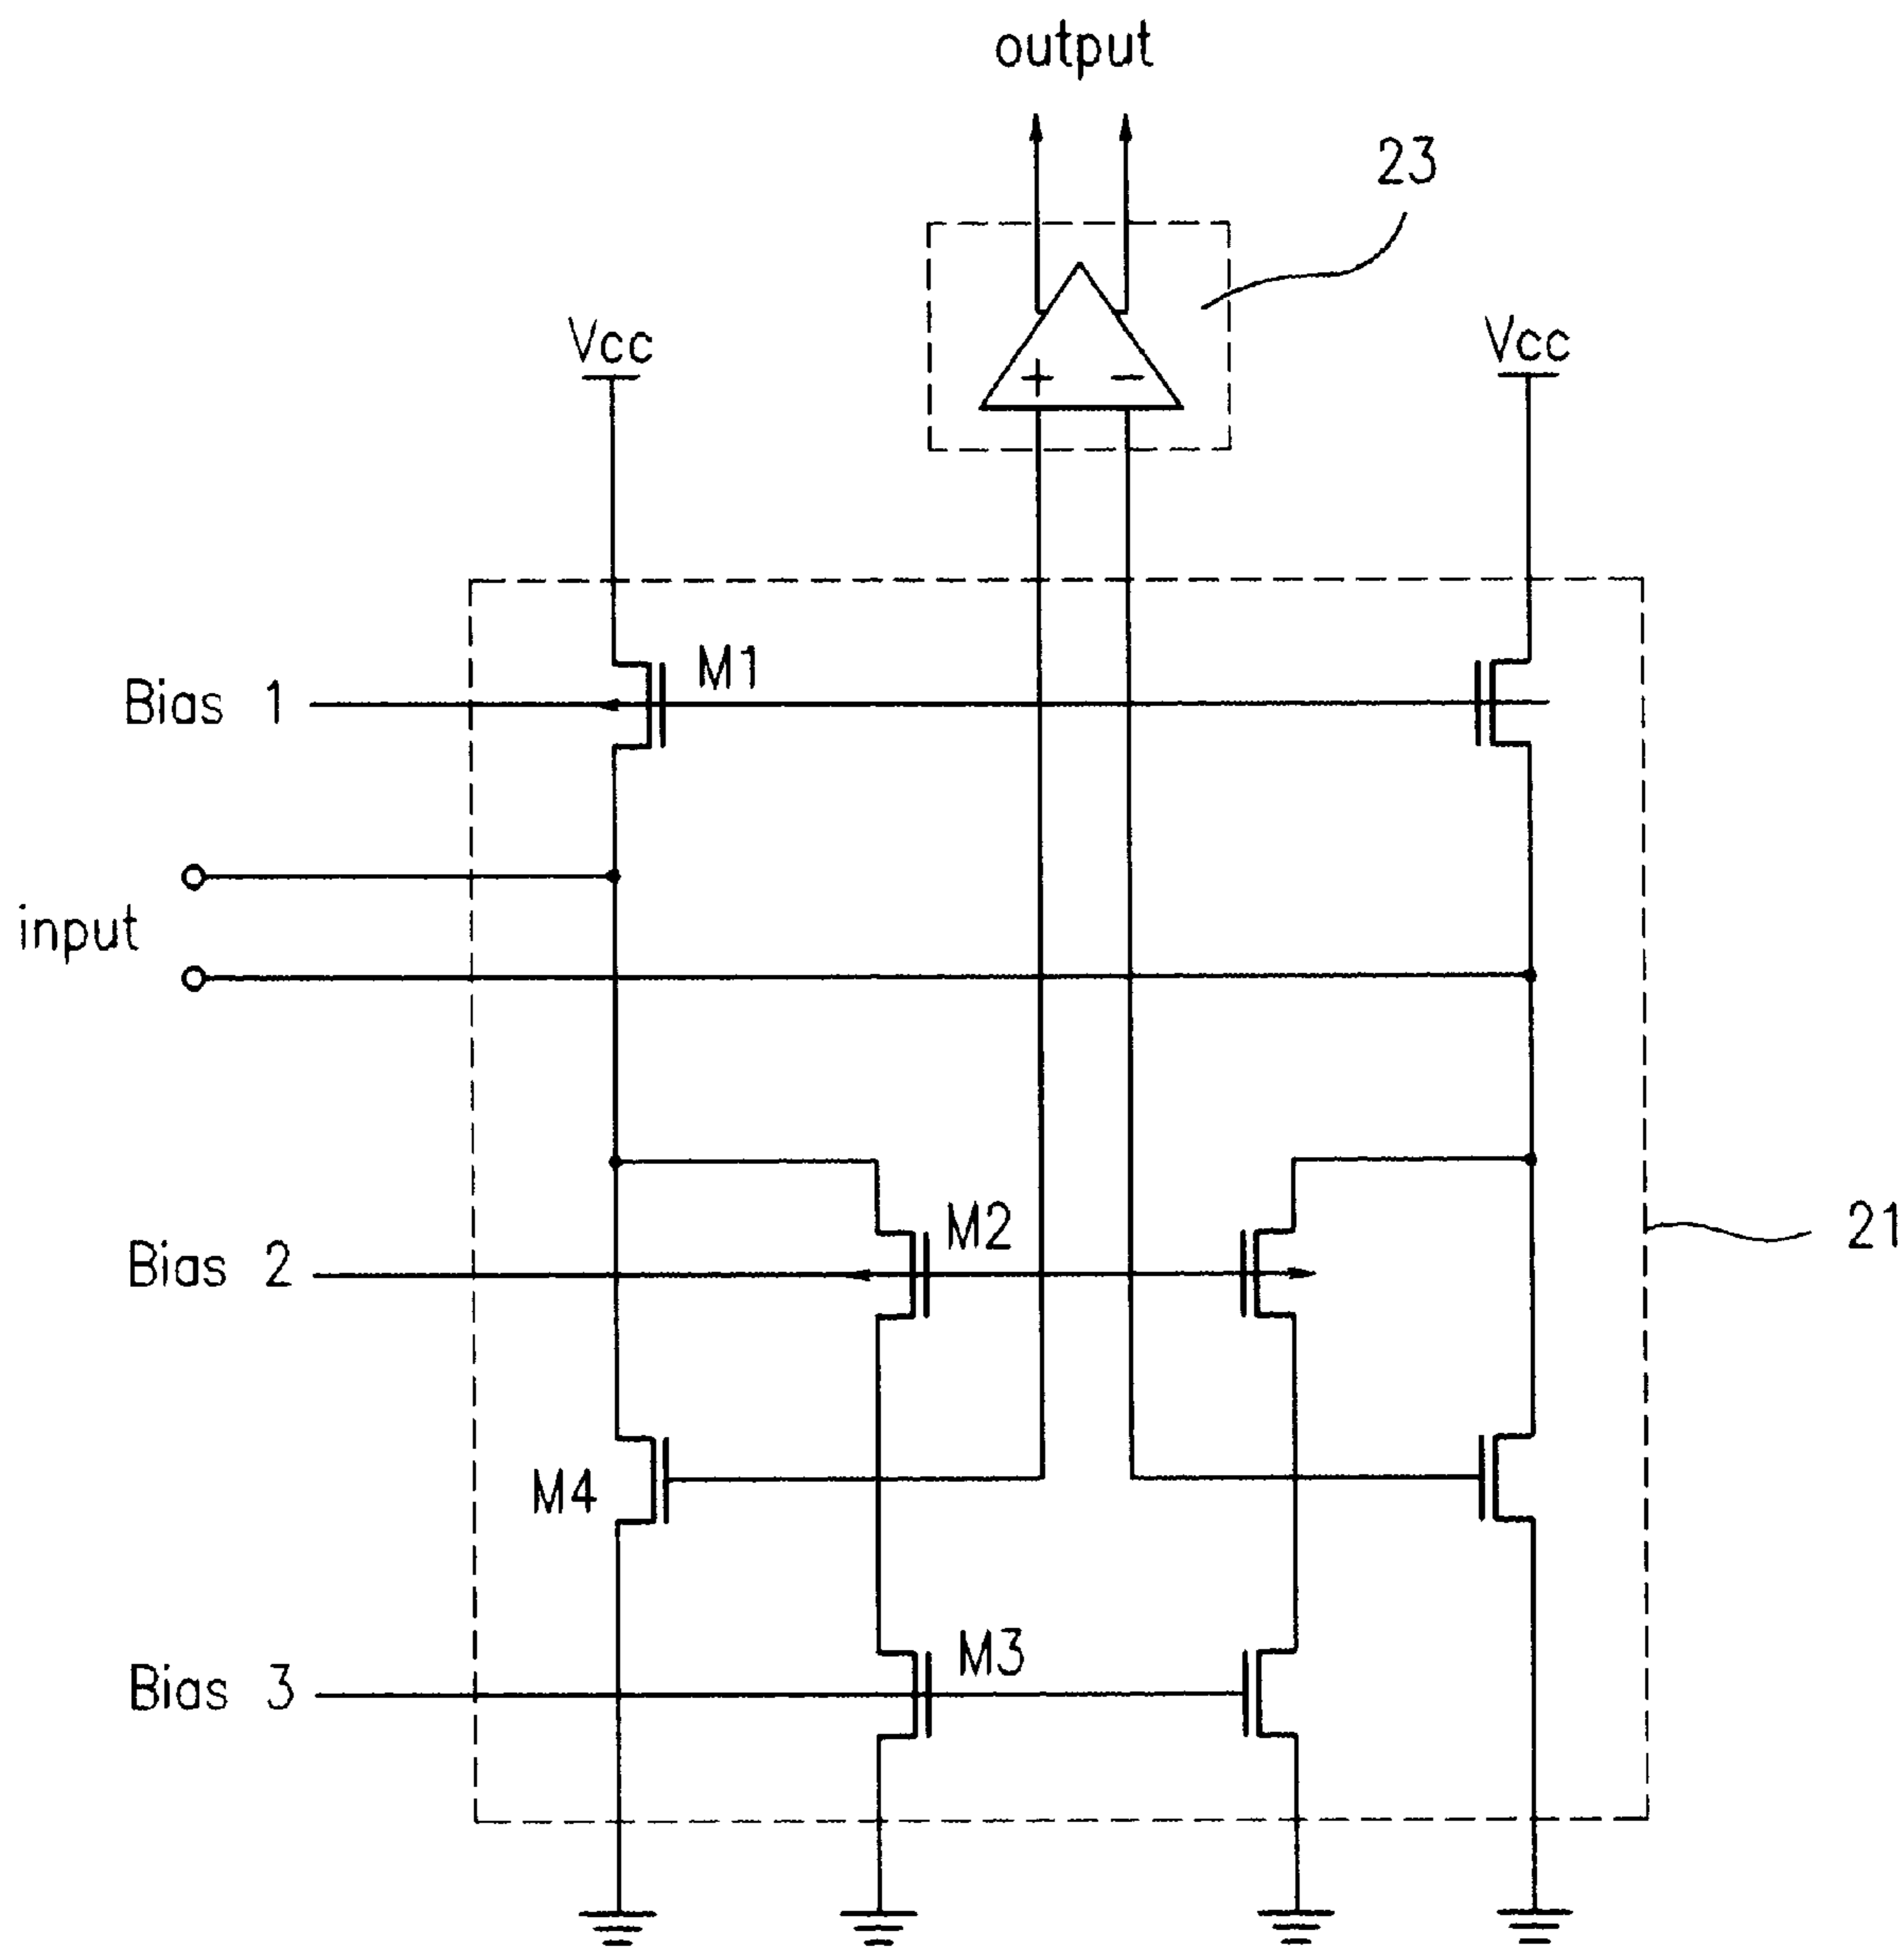 output
23
Vcc
Vcc
+ −
M1
Bias 1
input
M2
Bias 2
21
M4
M3
Bias 3